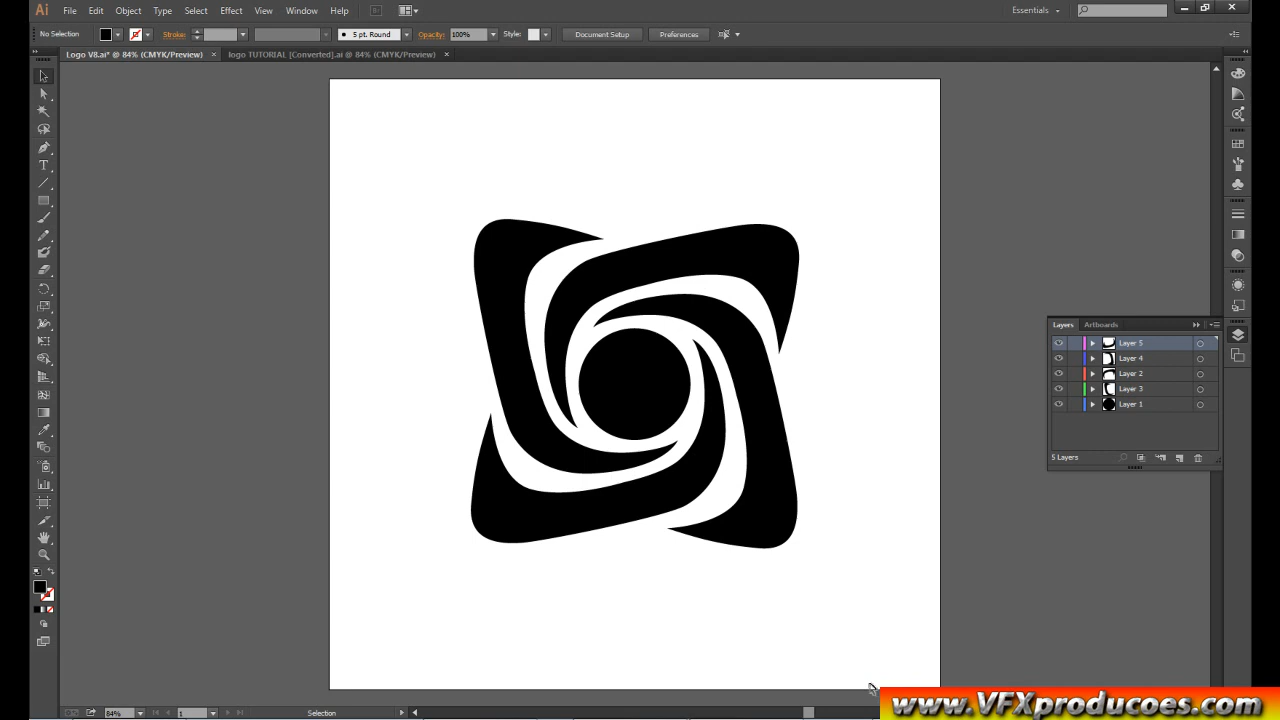 Ai File Edit Object Type Select Effect View Window Help Br Essentials
No Selection Stroke: 5 pt. Round Opacity: 100% Style: Document Setup Preferences
Logo V8.ai* @ 84% (CMYK/Preview) × logo TUTORIAL [Converted].ai @ 84% (CMYK/Preview) ×
Layers Artboards
Layer 5
Layer 4
Layer 2
Layer 3
Layer 1
5 Layers
84% 1 Selection
www.VFXproducoes.com